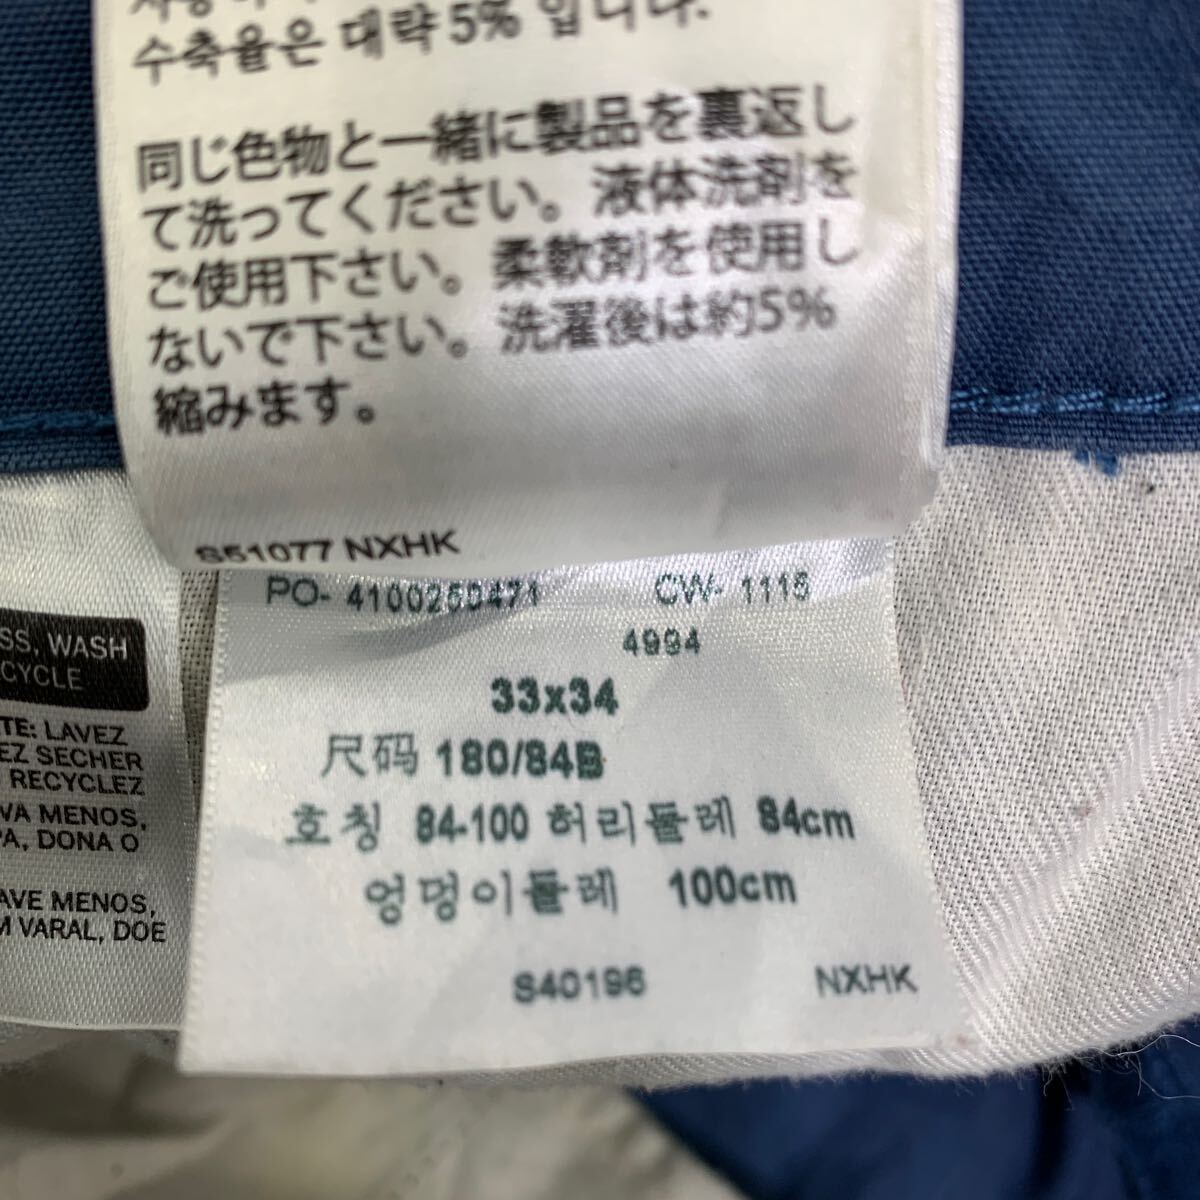 수축율은 대략 5% 입니다.
同じ色物と一緒に製品を裏返し
て洗ってください。液体洗剤を
ご使用下さい。柔軟剤を使用し
ないで下さい。洗濯後は約5%
縮みます。
S51077 NXHK
PO- 4100250471 CW- 1115
4994
33x34
尺码 180/84B
호칭 84-100 허리둘레 84cm
엉덩이둘레 100cm
S40196 NXHK
SS, WASH
CYCLE
TE: LAVEZ
EZ SECHER
RECYCLEZ
VA MENOS,
PA, DONA O
AVE MENOS,
M VARAL, DOE